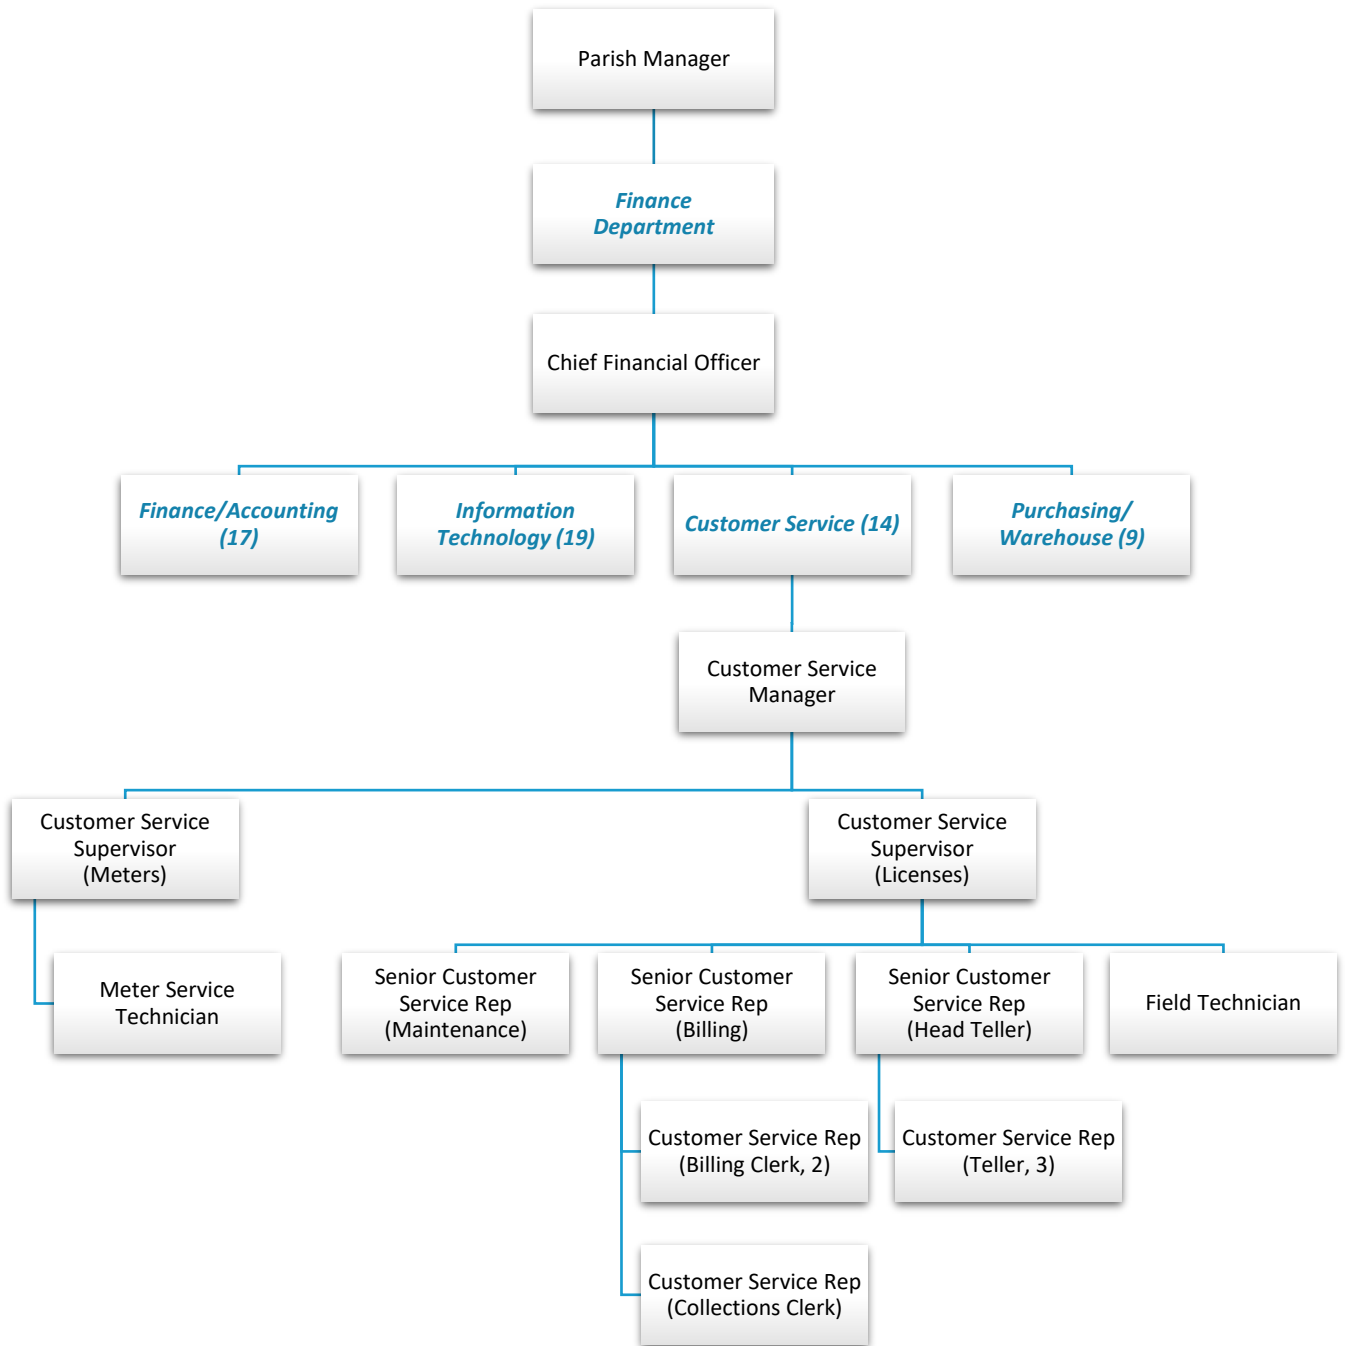 Parish Manager
Finance
Department
Chief Financial Officer
Finance/Accounting
(17)
Information
Technology (19)
Customer Service (14)
Purchasing/
Warehouse (9)
Customer Service
Manager
Customer Service
Supervisor
(Meters)
Customer Service
Supervisor
(Licenses)
Meter Service
Technician
Senior Customer
Service Rep
(Maintenance)
Senior Customer
Service Rep
(Billing)
Senior Customer
Service Rep
(Head Teller)
Field Technician
Customer Service Rep
(Billing Clerk, 2)
Customer Service Rep
(Teller, 3)
Customer Service Rep
(Collections Clerk)